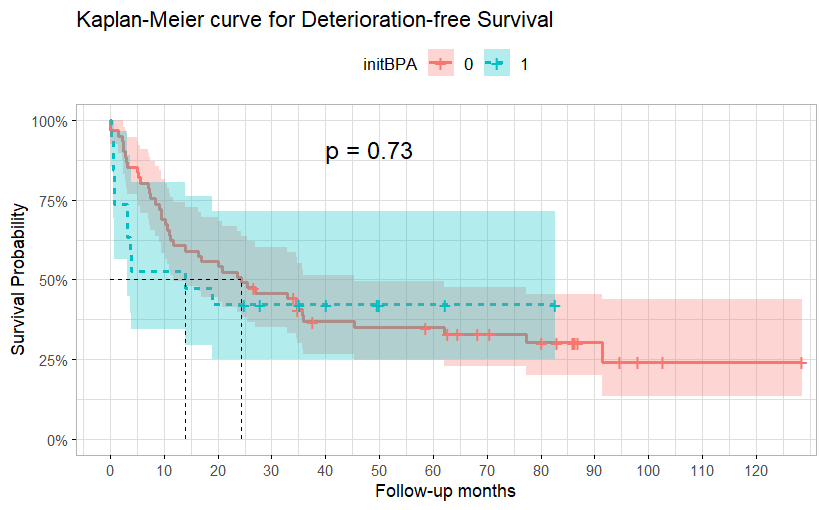 Kaplan-Meier curve for Deterioration-free Survival
initBPA 0 1
p = 0.73
Survival Probability
100%
75%
50%
25%
0%
0 10 20 30 40 50 60 70 80 90 100 110 120
Follow-up months